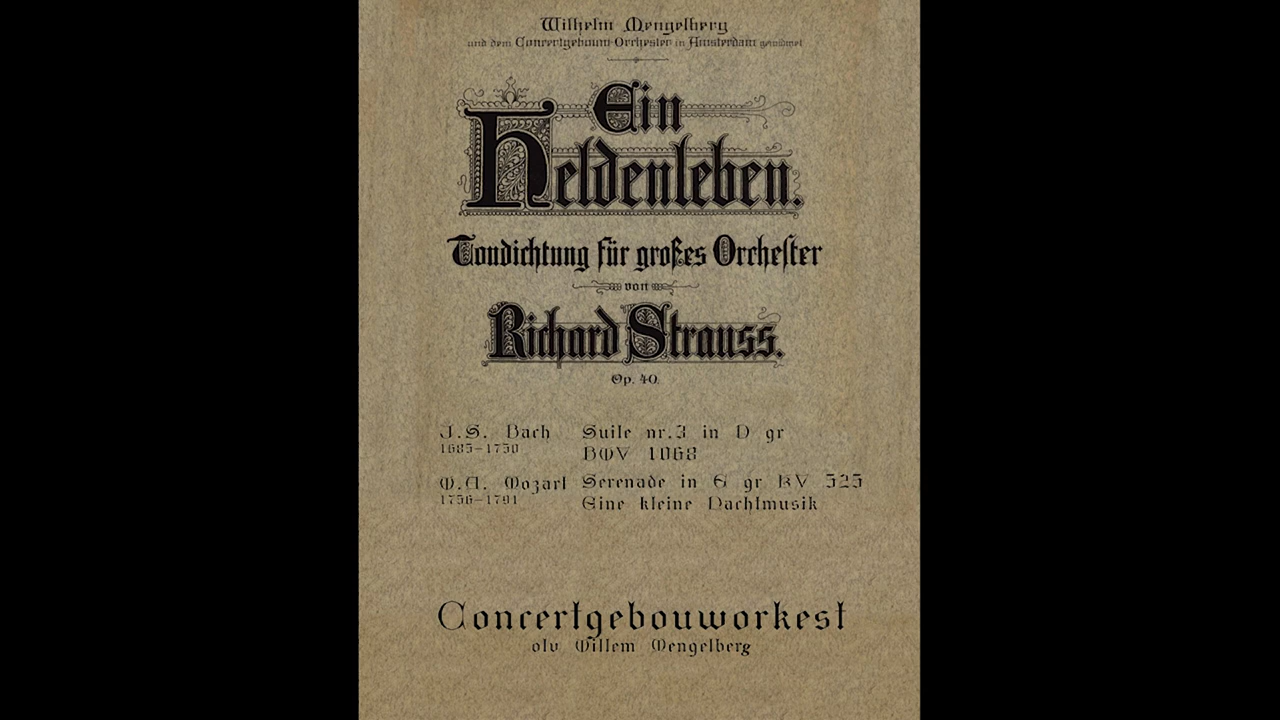 Wilhelm Mengelberg
und dem Concertgebouw-Orchester in Amsterdam gewidmet
Ein
Heldenleben.
Tondichtung für großes Orchester
von
Richard Strauss.
Op. 40.
J.S. Bach Suite nr.3 in D gr
1685-1750 BWV 1068
W.A. Mozart Serenade in G gr KV 525
1756-1791 Eine kleine Nachtmusik
Concertgebouworkest
olv Willem Mengelberg